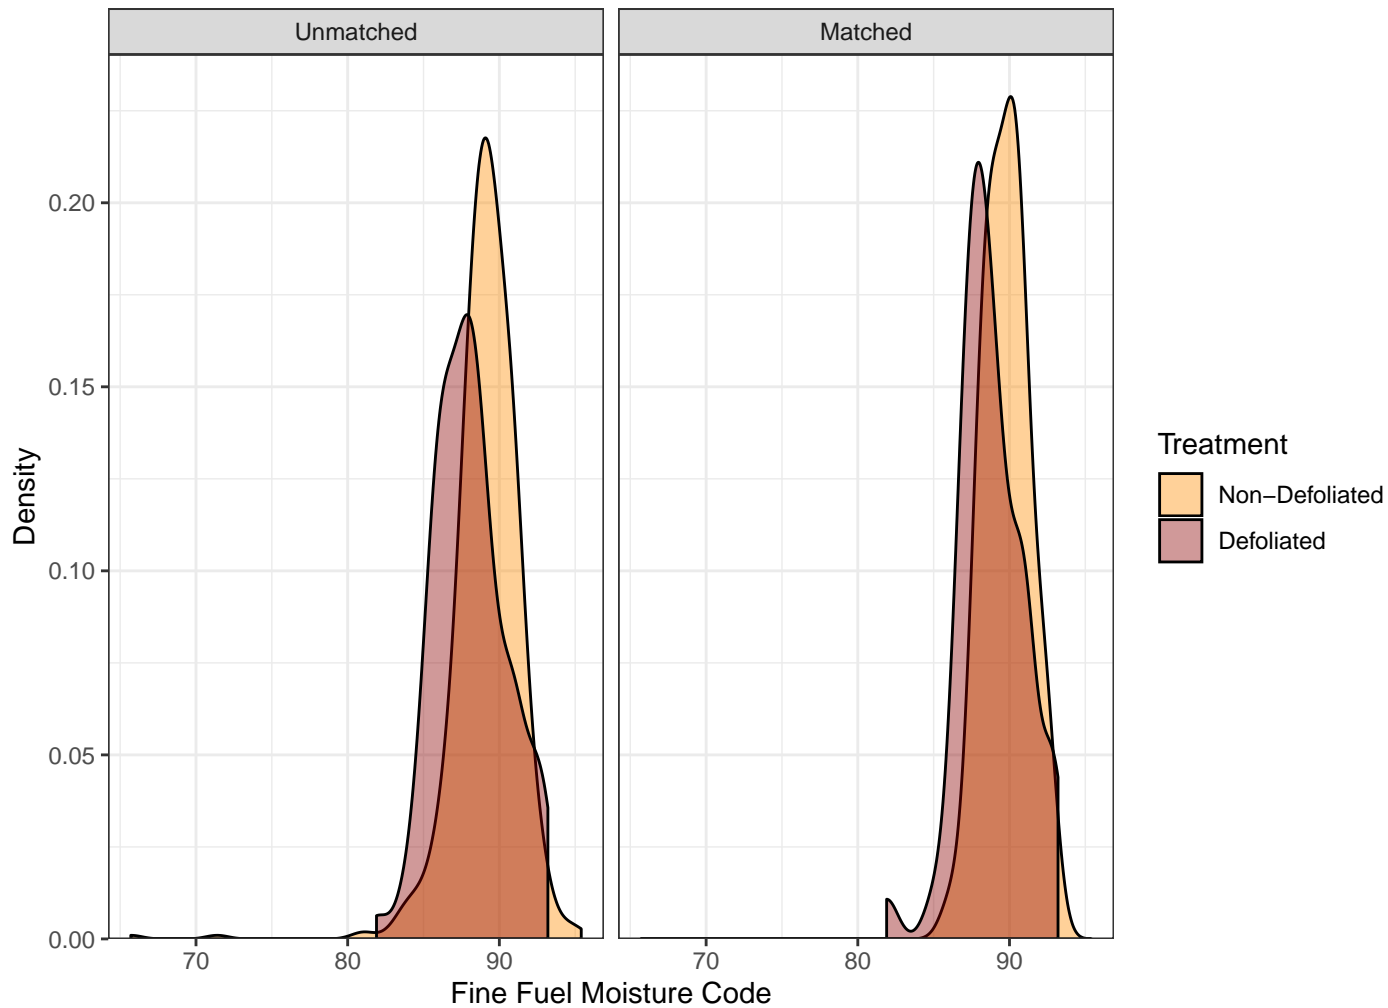 Unmatched
Matched
Density
0.20
0.15
0.10
0.05
0.00
70
80
90
70
80
90
Fine Fuel Moisture Code
Treatment
Non−Defoliated
Defoliated